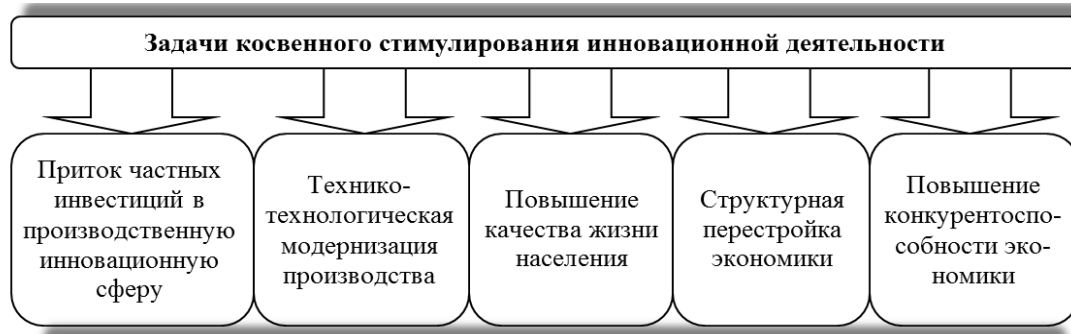 Задачи косвенного стимулирования инновационной деятельности
Приток частных
инвестиций в
производственную
инновационную
сферу
Технико-
технологическая
модернизация
производства
Повышение
качества жизни
населения
Структурная
перестройка
экономики
Повышение
конкурентоспо-
собности эко-
номики